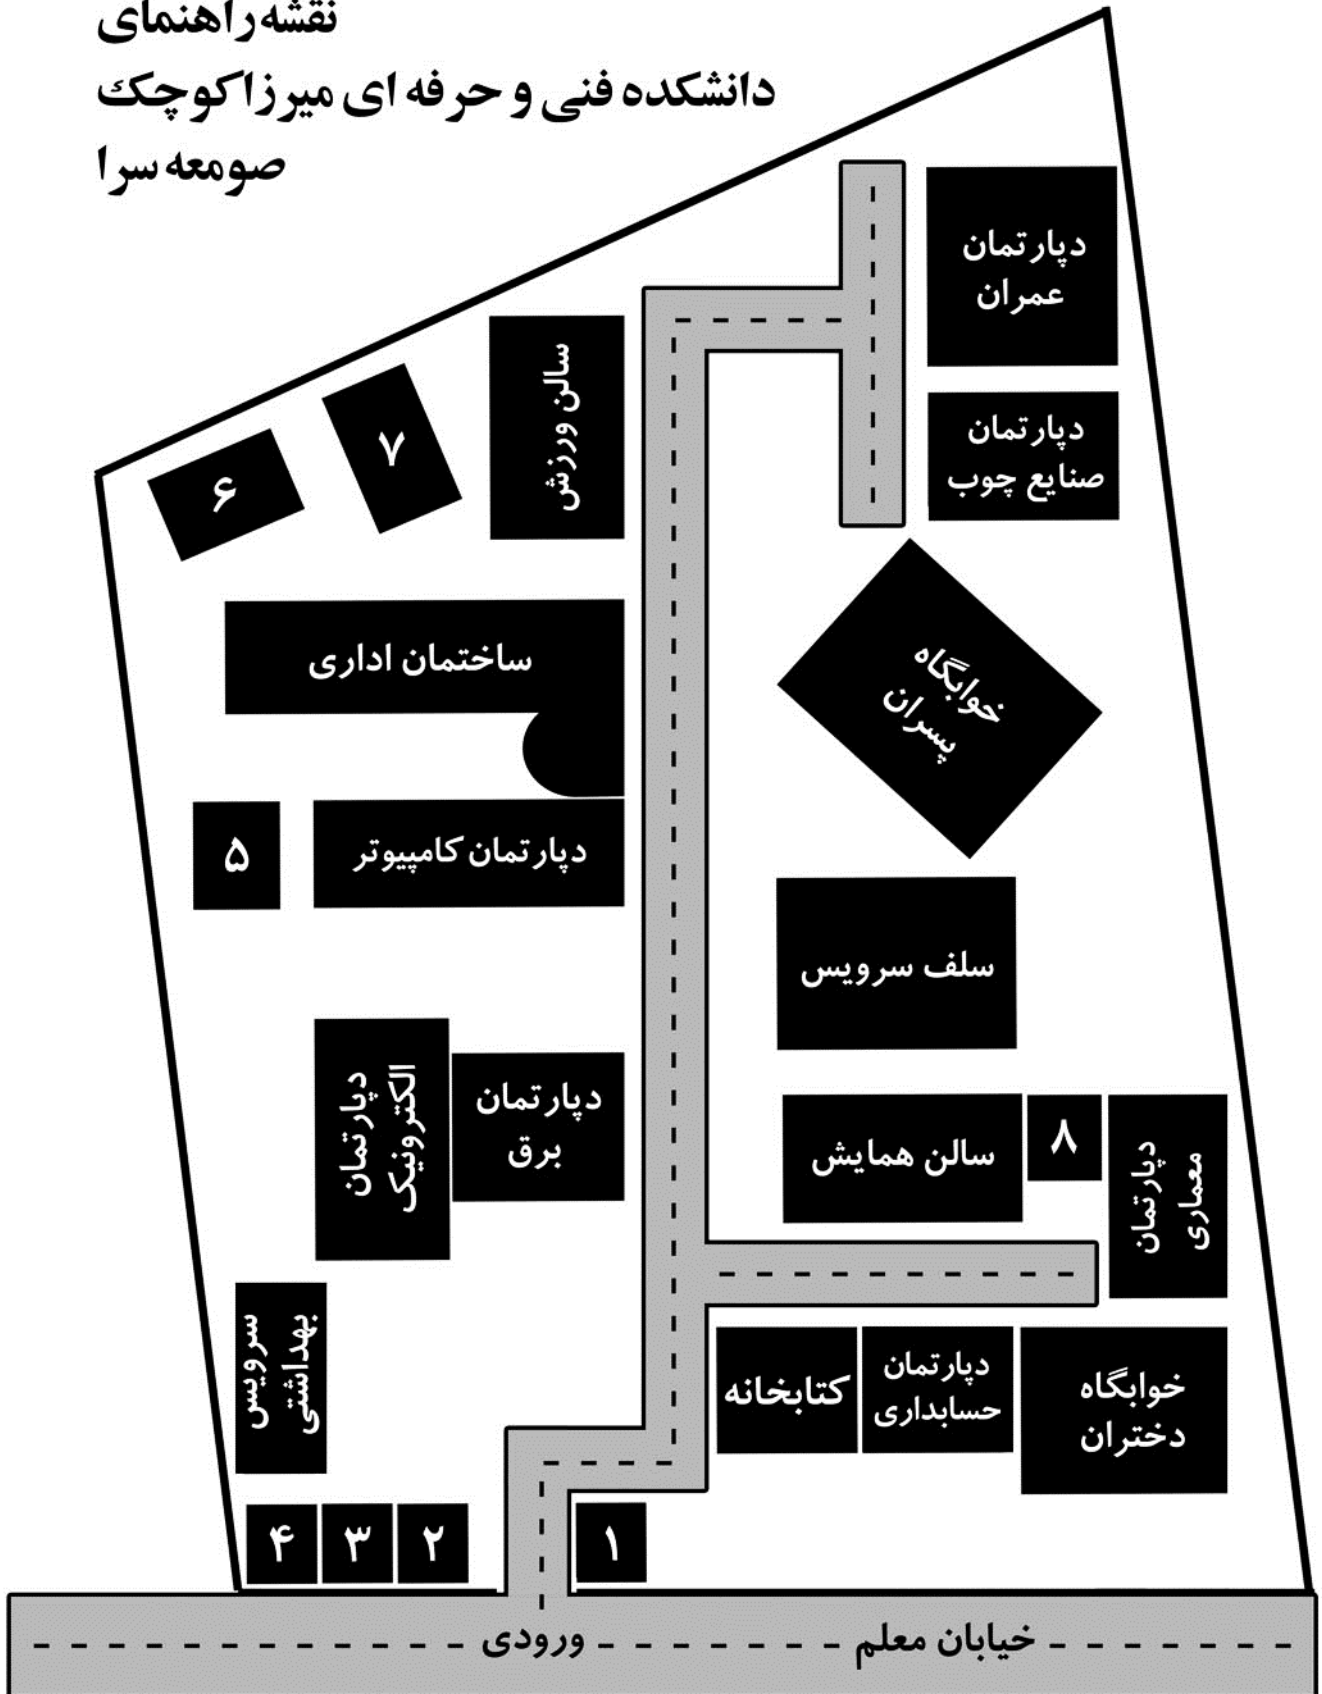 نقشه راهنمای
دانشکده فنی و حرفه ای میرزاکوچک
صومعه سرا
دپارتمان
عمران
دپارتمان
صنایع چوب
سالن ورزش
۷
۶
ساختمان اداری
خوابگاه
پسران
۵
دپارتمان کامپیوتر
سلف سرویس
دپارتمان
الکترونیک
دپارتمان
برق
سالن همایش
۸
دپارتمان
معماری
سرویس
بهداشتی
کتابخانه
دپارتمان
حسابداری
خوابگاه
دختران
۴
۳
۲
۱
ورودی
خیابان معلم